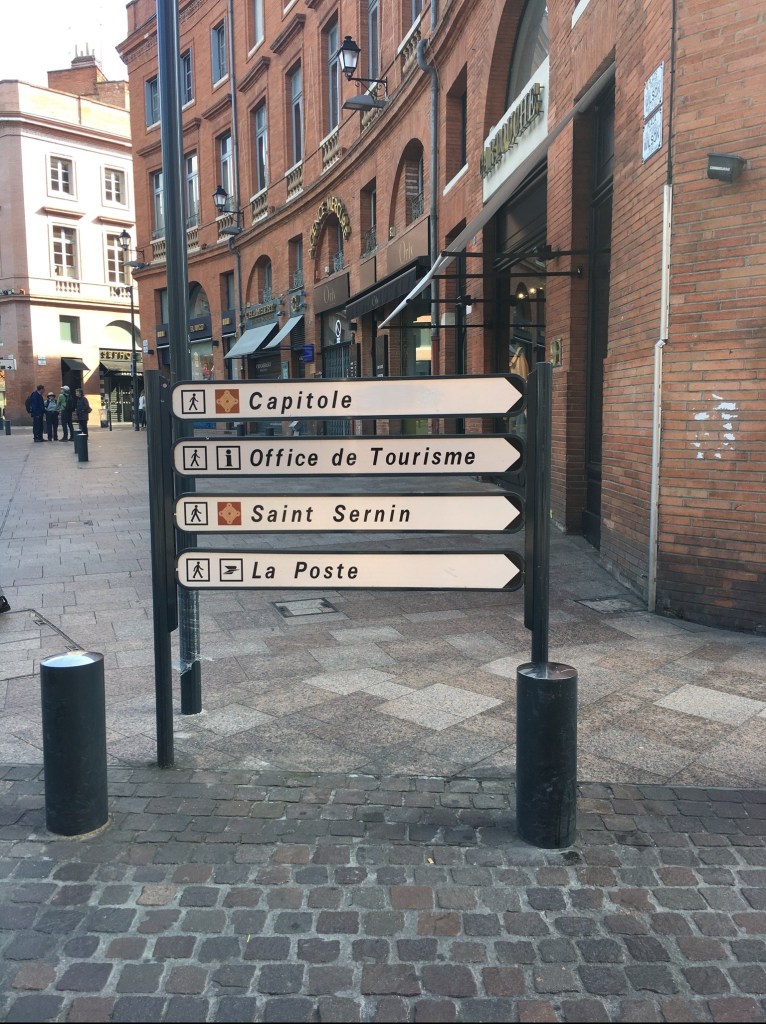 Capitole
i Office de Tourisme
Saint Sernin
La Poste